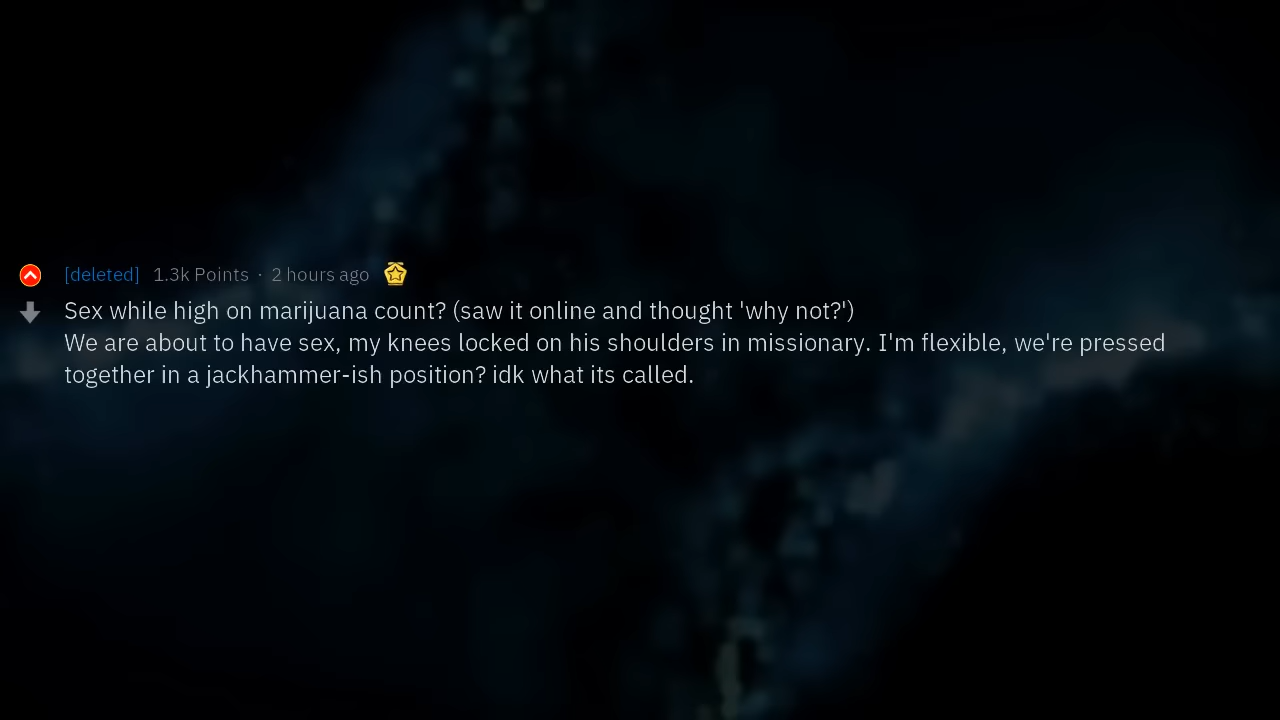 [deleted] 1.3k Points · 2 hours ago
Sex while high on marijuana count? (saw it online and thought 'why not?')
We are about to have sex, my knees locked on his shoulders in missionary. I'm flexible, we're pressed
together in a jackhammer-ish position? idk what its called.